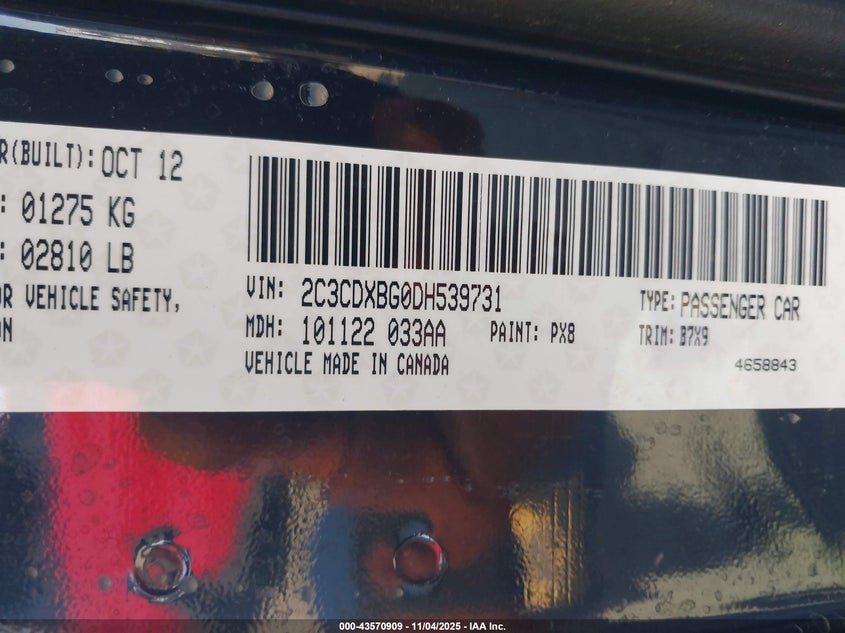 R(BUILT): OCT 12
: 01275 KG
: 02810 LB
OR VEHICLE SAFETY,
ON
VIN: 2C3CDXBG0DH539731
TYPE: PASSENGER CAR
MDH: 101122 033AA
PAINT: PX8
TRIM: B7X9
VEHICLE MADE IN CANADA
4658843
000-43570909 - 11/04/2025 - IAA Inc.